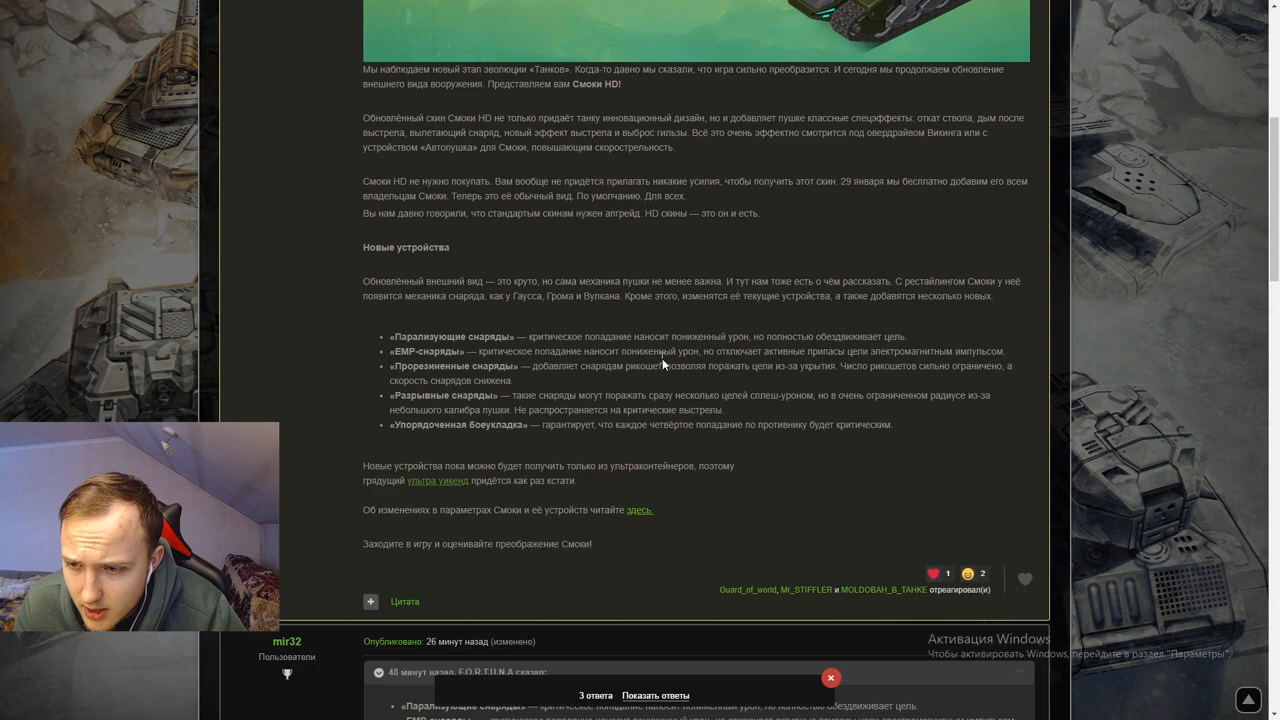 Мы наблюдаем новый этап эволюции «Танков». Когда-то давно мы сказали, что игра сильно преобразится. И сегодня мы продолжаем обновление
внешнего вида вооружения. Представляем вам Смоки HD!
Обновлённый скин Смоки HD не только придаёт танку инновационный дизайн, но и добавляет пушке классные спецэффекты: откат ствола, дым после
выстрела, вылетающий снаряд, новый эффект выстрела и выброс гильзы. Всё это очень эффектно смотрится под овердрайвом Викинга или с
устройством «Автопушка» для Смоки, повышающим скорострельность.
Смоки HD не нужно покупать. Вам вообще не придётся прилагать никакие усилия, чтобы получить этот скин. 29 января мы бесплатно добавим его всем
владельцам Смоки. Теперь это её обычный вид. По умолчанию. Для всех.
Вы нам давно говорили, что стандартым скинам нужен апгрейд. HD скины — это он и есть.
Новые устройства
Обновлённый внешний вид — это круто, но сама механика пушки не менее важна. И тут нам тоже есть о чём рассказать. С рестайлингом Смоки у неё
появится механика снаряда, как у Гаусса, Грома и Вулкана. Кроме этого, изменятся её текущие устройства, а также добавятся несколько новых.
«Парализующие снаряды» — критическое попадание наносит пониженный урон, но полностью обездвиживает цель.
«EMP-снаряды» — критическое попадание наносит пониженный урон, но отключает активные припасы цели электромагнитным импульсом.
«Прорезиненные снаряды» — добавляет снарядам рикошет позволяя поражать цели из-за укрытия. Число рикошетов сильно ограничено, а
скорость снарядов снижена.
«Разрывные снаряды» — такие снаряды могут поражать сразу несколько целей сплеш-уроном, но в очень ограниченном радиусе из-за
небольшого калибра пушки. Не распространяется на критические выстрелы.
«Упорядоченная боеукладка» — гарантирует, что каждое четвёртое попадание по противнику будет критическим.
Новые устройства пока можно будет получить только из ультраконтейнеров, поэтому
грядущий ультра уикенд придётся как раз кстати.
Об изменениях в параметрах Смоки и её устройств читайте здесь.
Заходите в игру и оценивайте преображение Смоки!
1 2
Guard_of_world, Mr_STIFFLER и MOLDOBAH_B_TAHKE отреагировал(и)
+ Цитата
mir32
Опубликовано: 26 минут назад (изменено)
Пользователи
Активация Windows
Чтобы активировать Windows, перейдите в раздел "Параметры".
48 минут назад, F.O.R.T.U.N.A сказал:
3 ответа Показать ответы
«Парализующие снаряды» — критическое попадание наносит пониженный урон, но полностью обездвиживает цель.